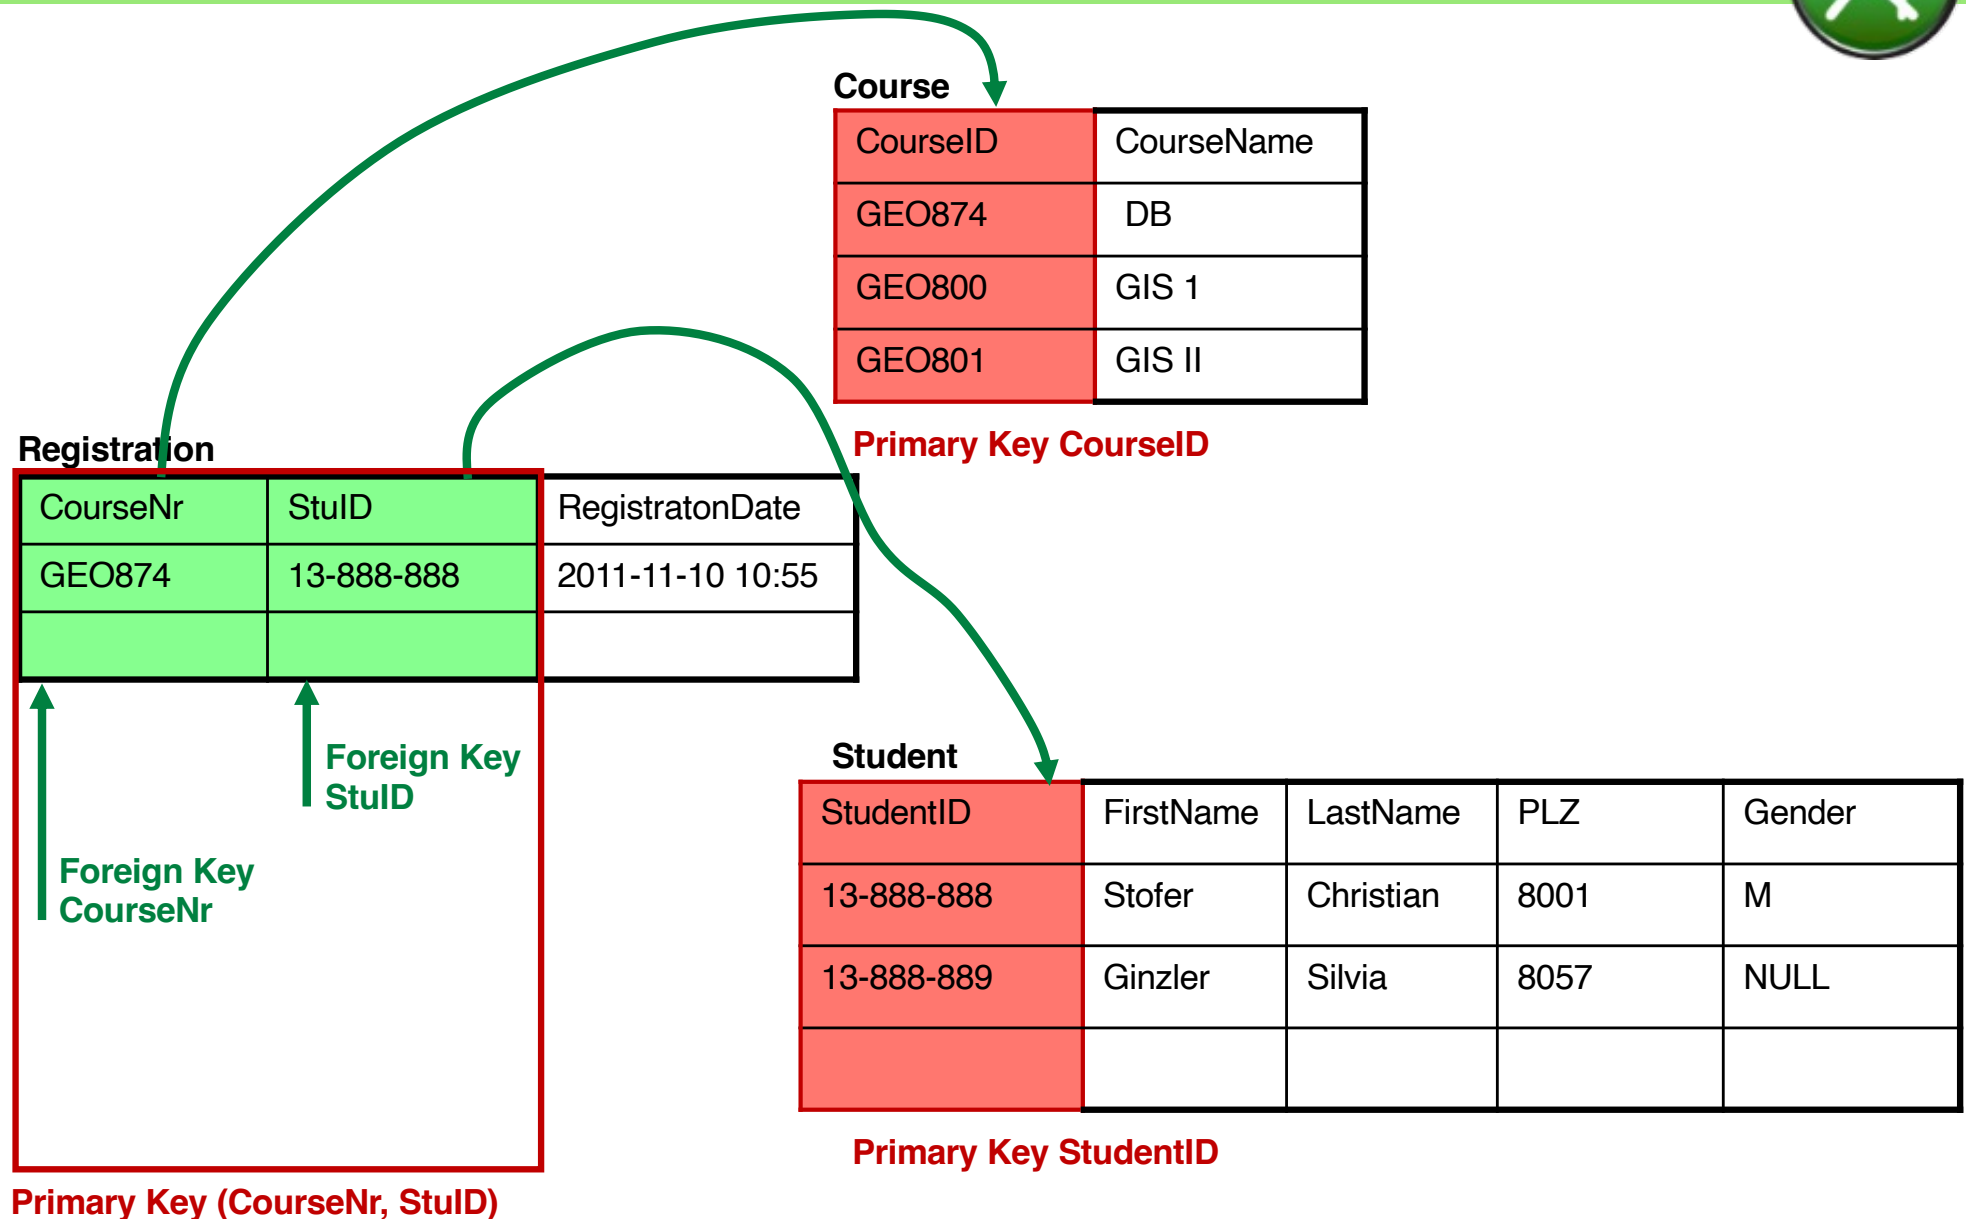 Course
CourseID CourseName
GEO874 DB
GEO800 GIS 1
GEO801 GIS II
Primary Key CourseID
Registration
CourseNr StuID RegistratonDate
GEO874 13-888-888 2011-11-10 10:55
Foreign Key
StuID
Foreign Key
CourseNr
Primary Key (CourseNr, StuID)
Student
StudentID FirstName LastName PLZ Gender
13-888-888 Stofer Christian 8001 M
13-888-889 Ginzler Silvia 8057 NULL
Primary Key StudentID